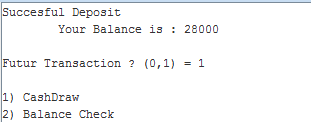 Succesful Deposit
Your Balance is : 28000
Futur Transaction ? (0,1) = 1
1) CashDraw
2) Balance Check